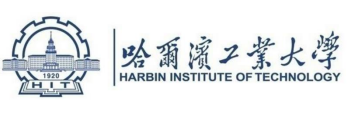 1920
HIT
哈爾濱工業大學
HARBIN INSTITUTE OF TECHNOLOGY